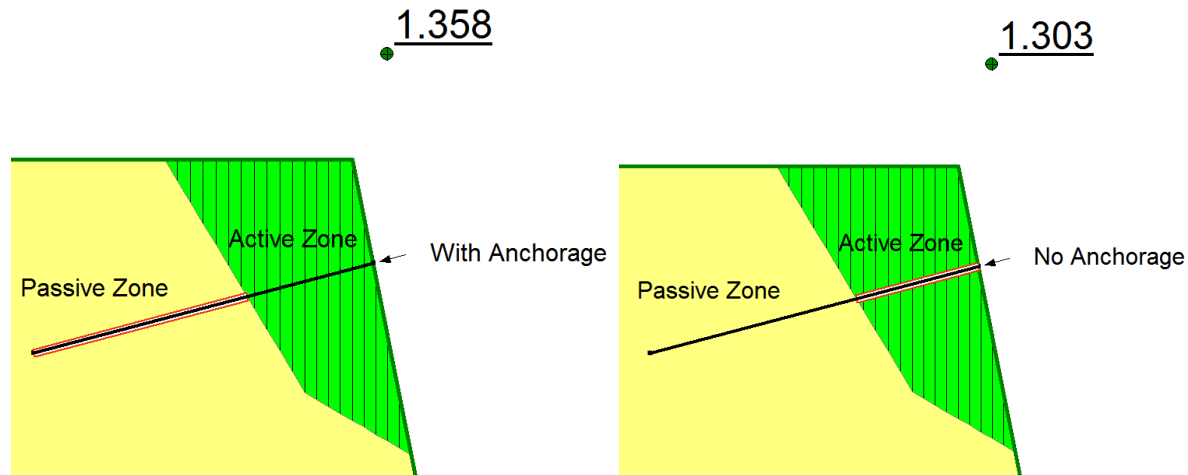 1.358
Active Zone
With Anchorage
Passive Zone
1.303
Active Zone
No Anchorage
Passive Zone